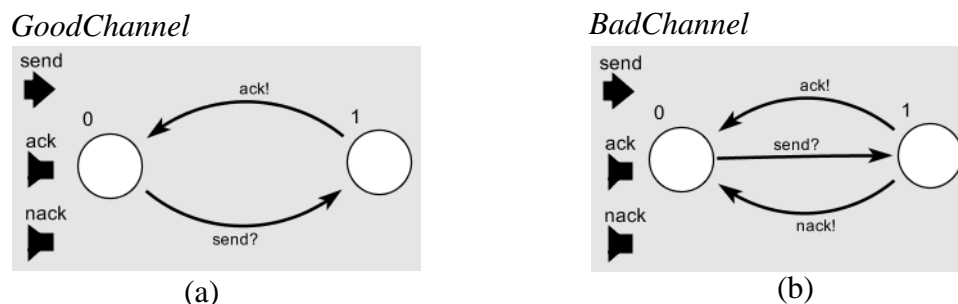 GoodChannel
send
ack!
0
1
ack
nack
send?
(a)
BadChannel
send
ack!
0
1
send?
ack
nack
nack!
(b)